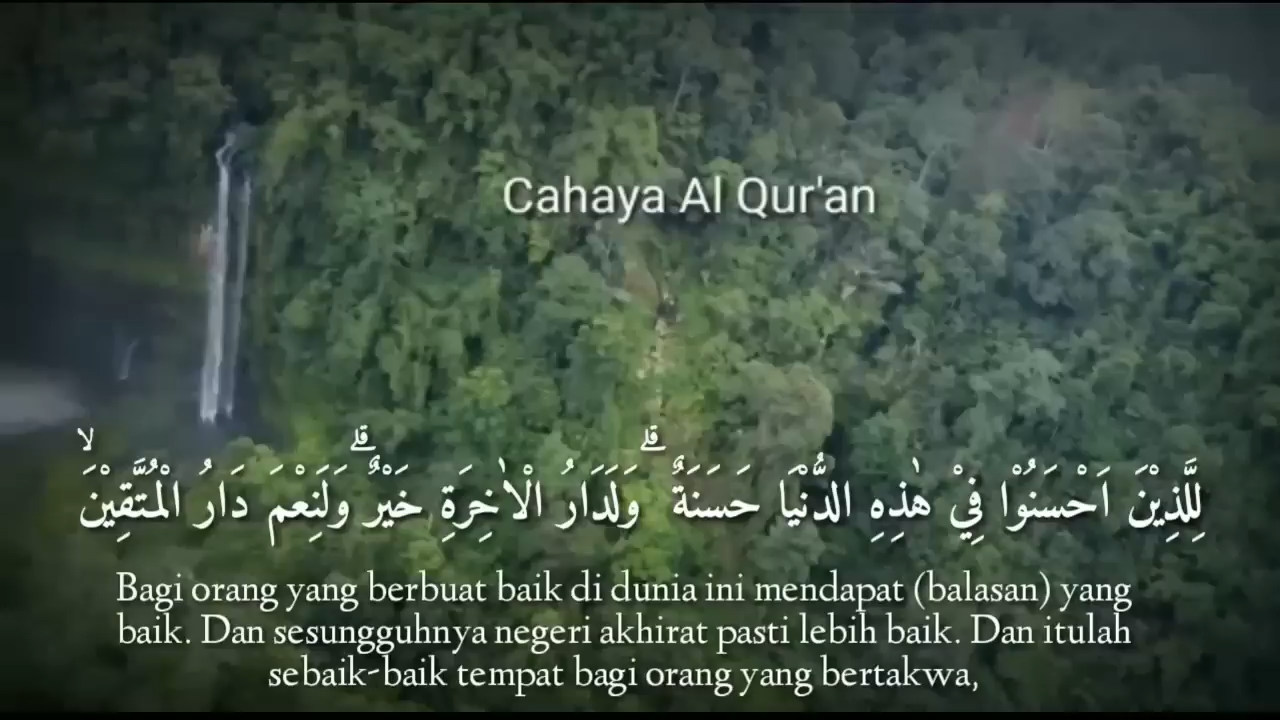 Cahaya Al Qur'an
لِلَّذِيْنَ اَحْسَنُوْا فِيْ هٰذِهِ الدُّنْيَا حَسَنَةٌ ۗوَلَدَارُ الْاٰخِرَةِ خَيْرٌ ۗوَلَنِعْمَ دَارُ الْمُتَّقِيْنَۙ
Bagi orang yang berbuat baik di dunia ini mendapat (balasan) yang
baik. Dan sesungguhnya negeri akhirat pasti lebih baik. Dan itulah
sebaik-baik tempat bagi orang yang bertakwa,